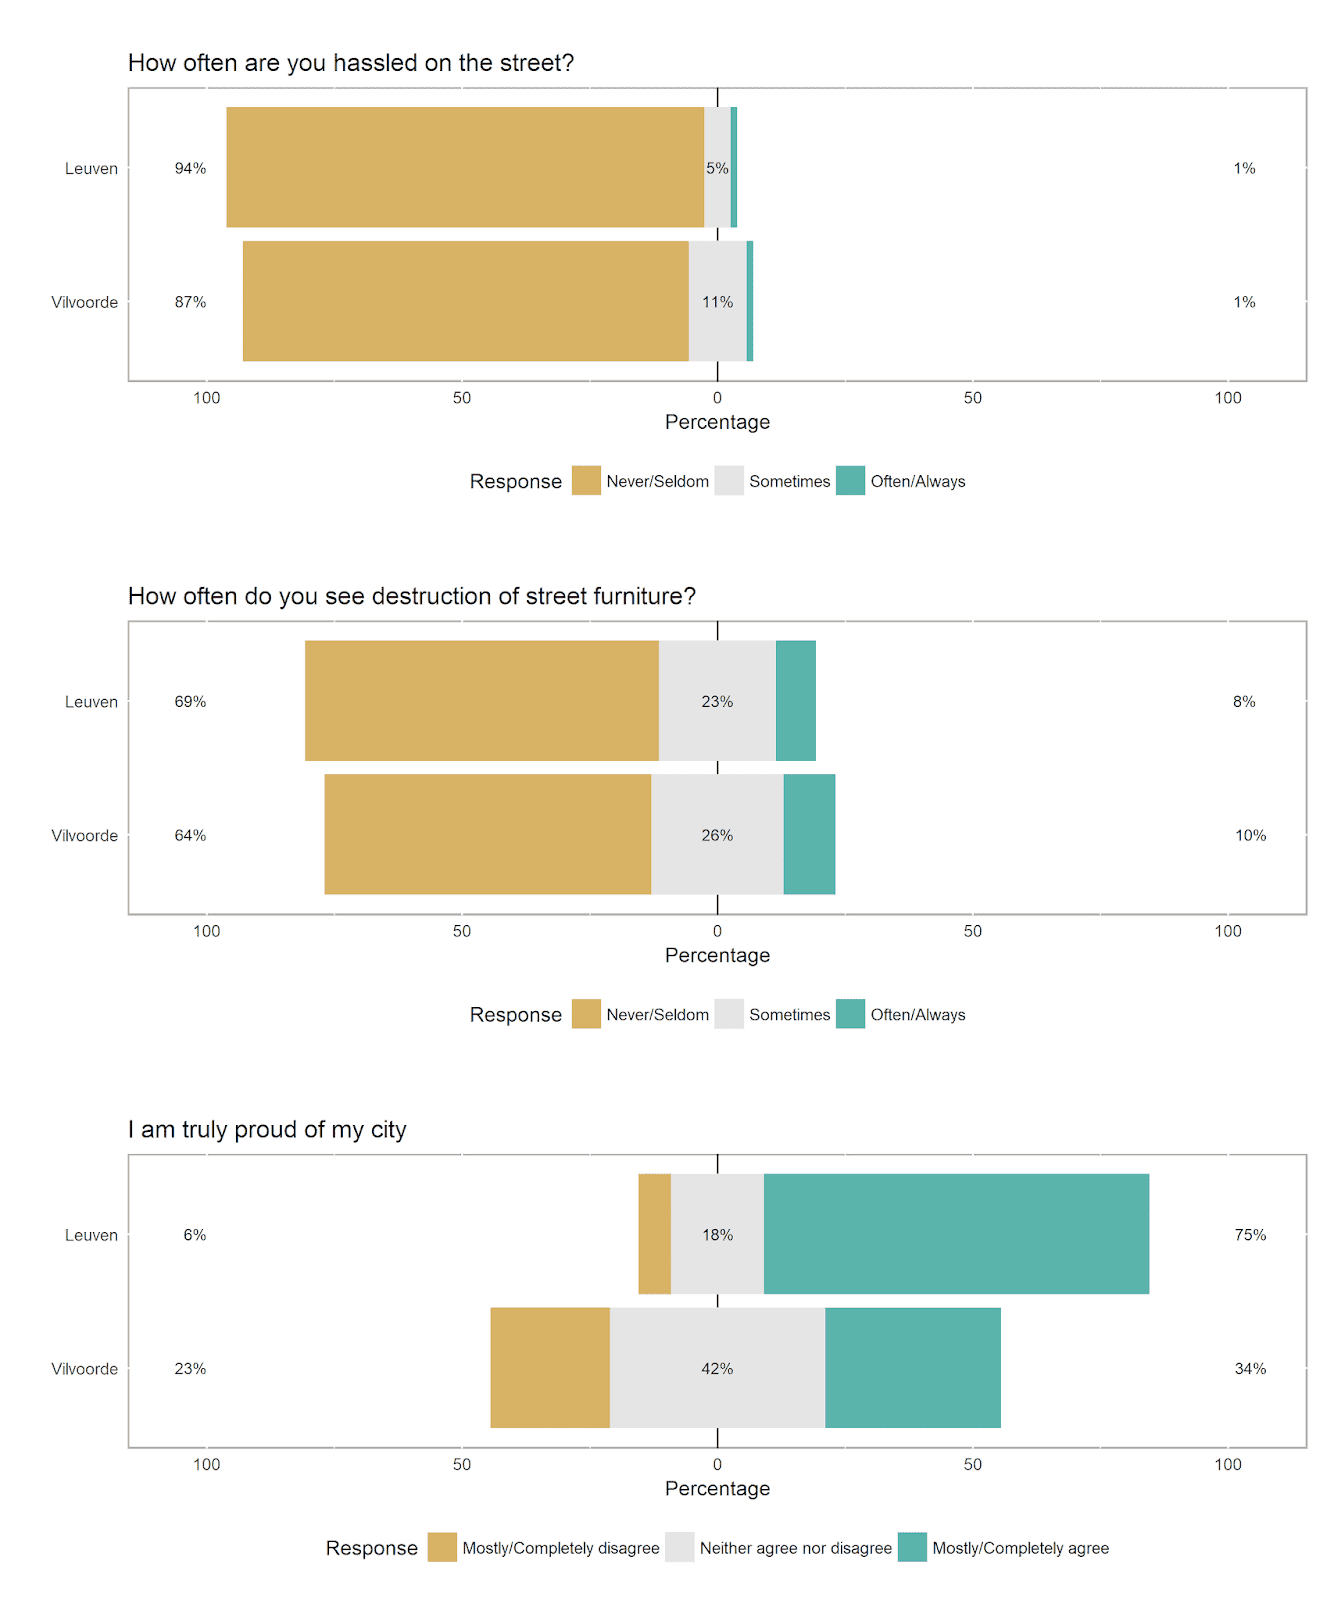 How often are you hassled on the street?
Leuven 94% 5% 1%
Vilvoorde 87% 11% 1%
100 50 0 50 100
Percentage
Response Never/Seldom Sometimes Often/Always
How often do you see destruction of street furniture?
Leuven 69% 23% 8%
Vilvoorde 64% 26% 10%
100 50 0 50 100
Percentage
Response Never/Seldom Sometimes Often/Always
I am truly proud of my city
Leuven 6% 18% 75%
Vilvoorde 23% 42% 34%
100 50 0 50 100
Percentage
Response Mostly/Completely disagree Neither agree nor disagree Mostly/Completely agree